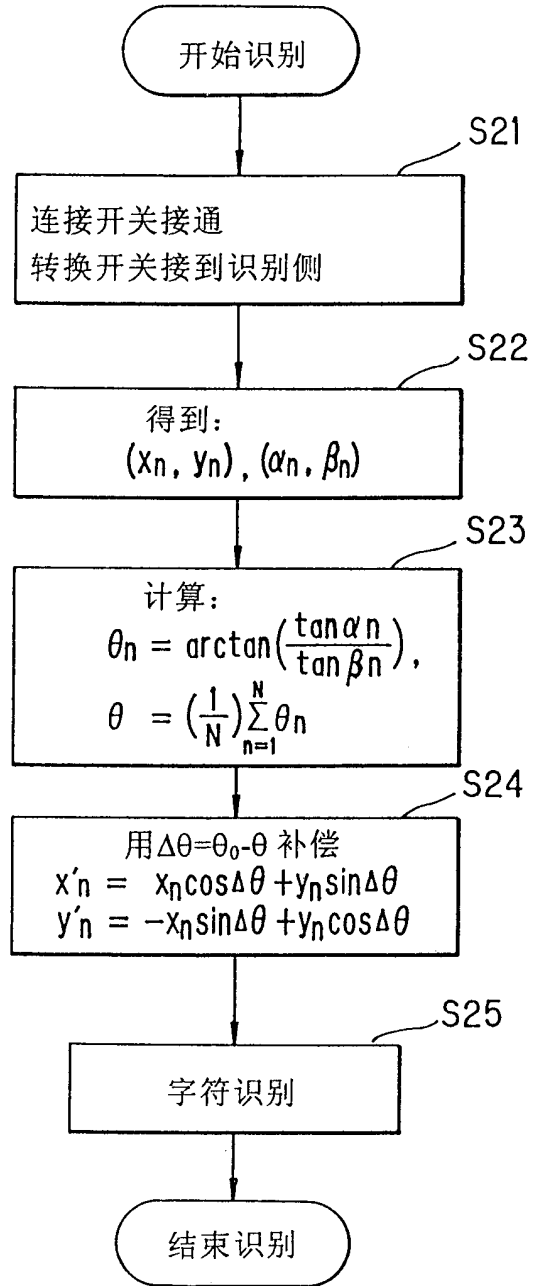 开始识别
S21
连接开关接通
转换开关接到识别侧
S22
得到：
(xn, yn), (αn, βn)
S23
计算：
θn = arctan(tanαn/tanβn),
θ = (1/N)∑n=1Nθn
S24
用Δθ=θ0-θ 补偿
x′n = xncosΔθ+ynsinΔθ
y′n = −xnsinΔθ+yncosΔθ
S25
字符识别
结束识别